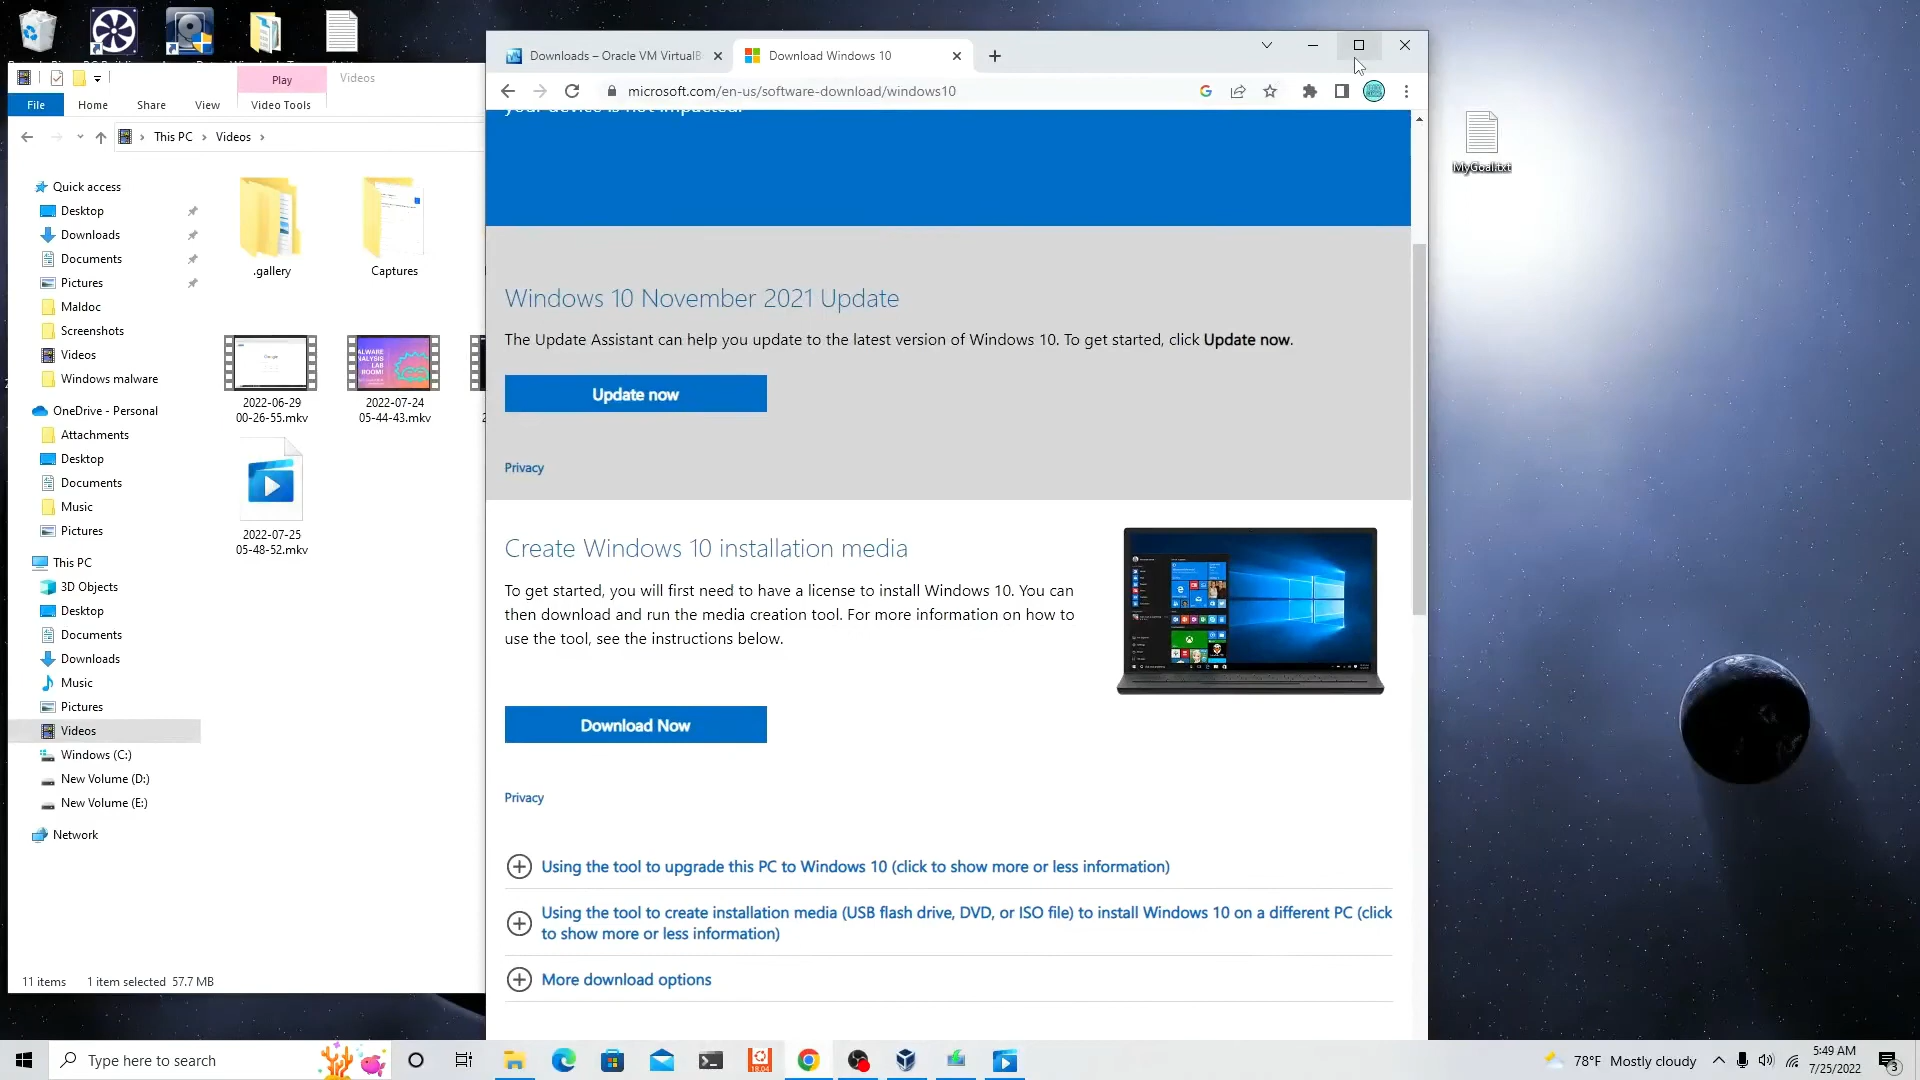 Play
Videos
File
Home
Share
View
Video Tools
This PC
Videos
Quick access
Desktop
Downloads
Documents
Pictures
Maldoc
Screenshots
Videos
Windows malware
OneDrive - Personal
Attachments
Desktop
Documents
Music
Pictures
This PC
3D Objects
Desktop
Documents
Downloads
Music
Pictures
Videos
Windows (C:)
New Volume (D:)
New Volume (E:)
Network
.gallery
Captures
2022-06-29
00-26-55.mkv
2022-07-24
05-44-43.mkv
2022-07-25
05-48-52.mkv
11 items
1 item selected 57.7 MB
Downloads – Oracle VM VirtualB
Download Windows 10
microsoft.com/en-us/software-download/windows10
your device is not impacted.
Windows 10 November 2021 Update
The Update Assistant can help you update to the latest version of Windows 10. To get started, click Update now.
Update now
Privacy
Create Windows 10 installation media
To get started, you will first need to have a license to install Windows 10. You can
then download and run the media creation tool. For more information on how to
use the tool, see the instructions below.
Download Now
Privacy
Using the tool to upgrade this PC to Windows 10 (click to show more or less information)
Using the tool to create installation media (USB flash drive, DVD, or ISO file) to install Windows 10 on a different PC (click
to show more or less information)
More download options
MyGoal.txt
Type here to search
18.04
78°F Mostly cloudy
5:49 AM
7/25/2022
3